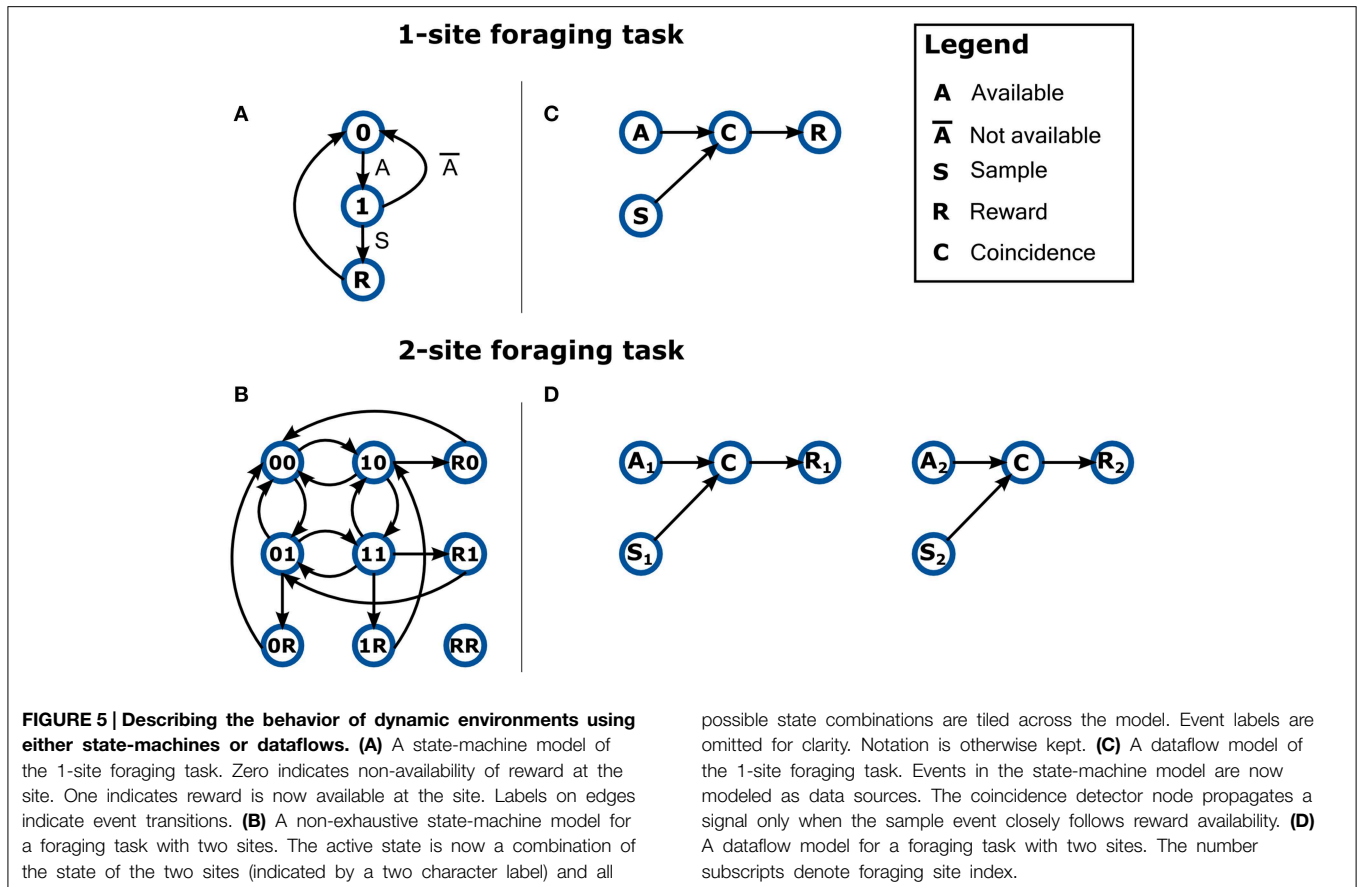 1-site foraging task
Legend
A Available
A̅ Not available
S Sample
R Reward
C Coincidence
A
0
A
A̅
1
S
R
C
A
C
R
S
2-site foraging task
B
00
10
R0
01
11
R1
0R
1R
RR
D
A₁
C
R₁
S₁
A₂
C
R₂
S₂
FIGURE 5 | Describing the behavior of dynamic environments using
either state-machines or dataflows. (A) A state-machine model of
the 1-site foraging task. Zero indicates non-availability of reward at the
site. One indicates reward is now available at the site. Labels on edges
indicate event transitions. (B) A non-exhaustive state-machine model for
a foraging task with two sites. The active state is now a combination of
the state of the two sites (indicated by a two character label) and all
possible state combinations are tiled across the model. Event labels are
omitted for clarity. Notation is otherwise kept. (C) A dataflow model of
the 1-site foraging task. Events in the state-machine model are now
modeled as data sources. The coincidence detector node propagates a
signal only when the sample event closely follows reward availability. (D)
A dataflow model for a foraging task with two sites. The number
subscripts denote foraging site index.